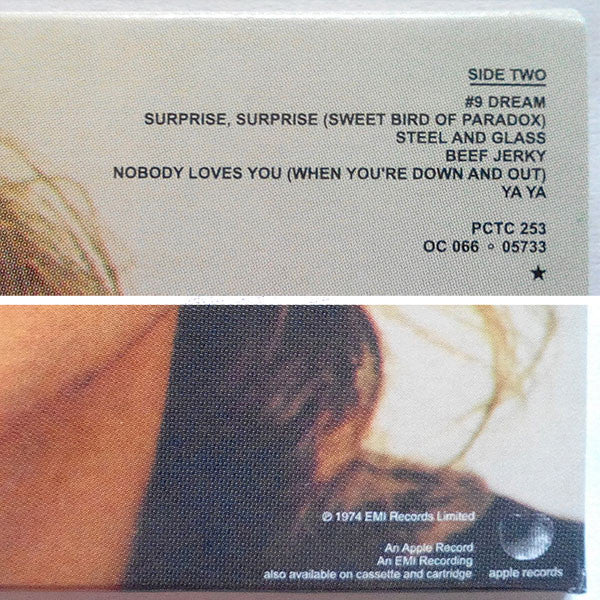 SIDE TWO
#9 DREAM
SURPRISE, SURPRISE (SWEET BIRD OF PARADOX)
STEEL AND GLASS
BEEF JERKY
NOBODY LOVES YOU (WHEN YOU'RE DOWN AND OUT)
YA YA
PCTC 253
OC 066 ∘ 05733
★
℗ 1974 EMI Records Limited
An Apple Record
An EMI Recording
also available on cassette and cartridge
apple records